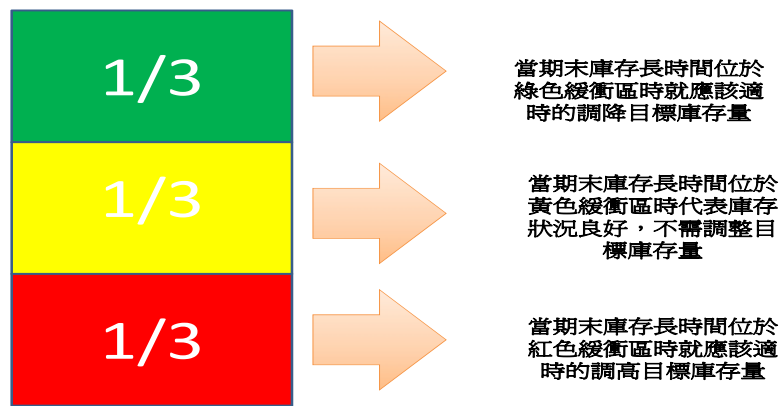 1/3
當期末庫存長時間位於
綠色緩衝區時就應該適
時的調降目標庫存量
1/3
當期末庫存長時間位於
黃色緩衝區時代表庫存
狀況良好，不需調整目
標庫存量
1/3
當期末庫存長時間位於
紅色緩衝區時就應該適
時的調高目標庫存量